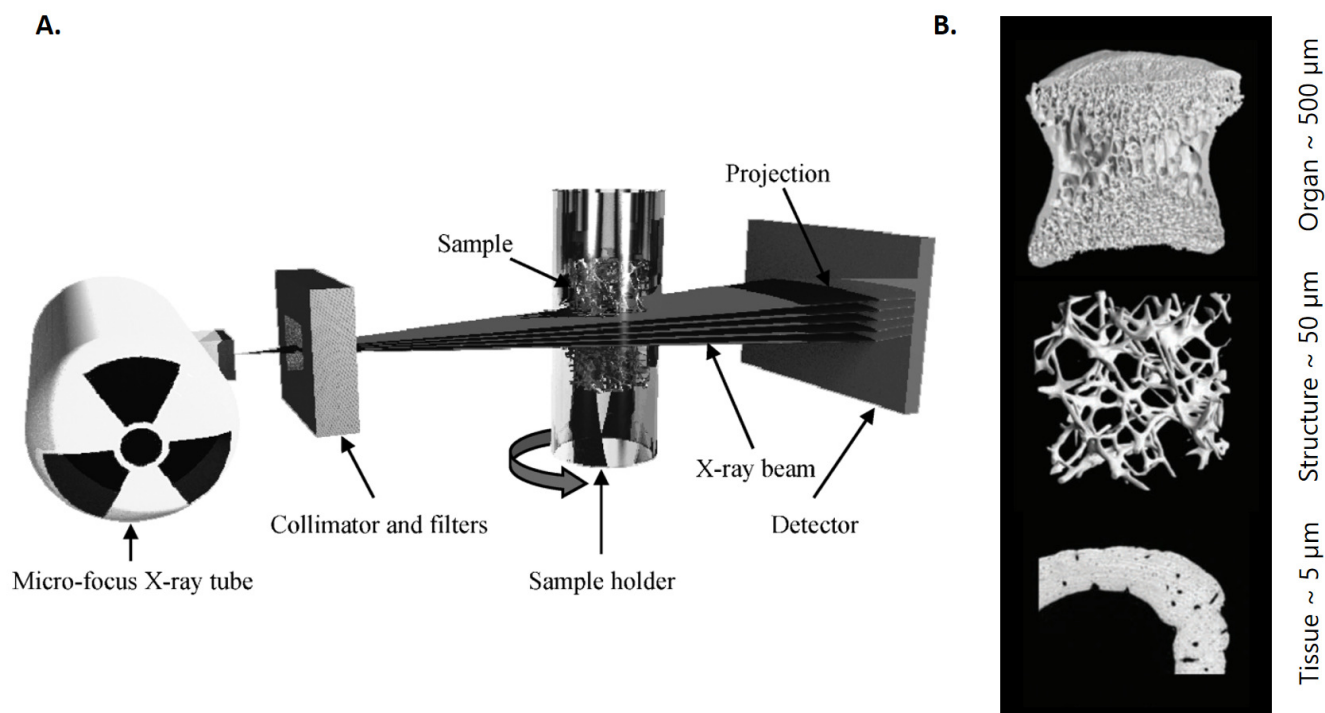 A.
B.
Projection
Sample
X-ray beam
Collimator and filters
Detector
Micro-focus X-ray tube
Sample holder
Organ ~ 500 µm
Structure ~ 50 µm
Tissue ~ 5 µm